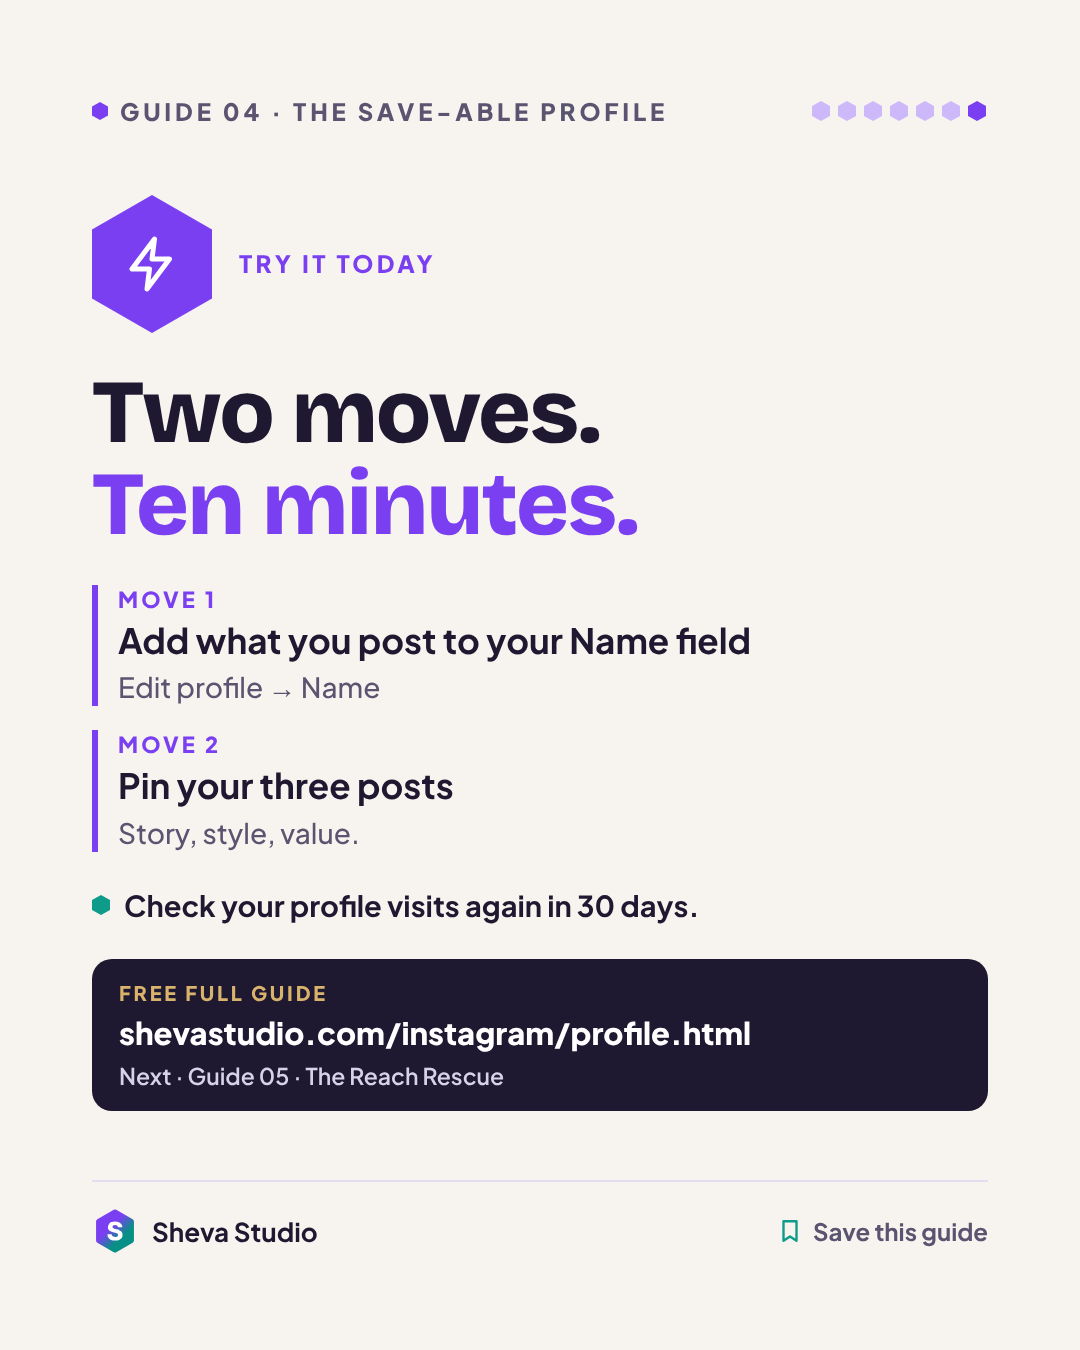 GUIDE 04 · THE SAVE-ABLE PROFILE
TRY IT TODAY
Two moves.
Ten minutes.
MOVE 1
Add what you post to your Name field
Edit profile → Name
MOVE 2
Pin your three posts
Story, style, value.
Check your profile visits again in 30 days.
FREE FULL GUIDE
shevastudio.com/instagram/profile.html
Next · Guide 05 · The Reach Rescue
S Sheva Studio
Save this guide